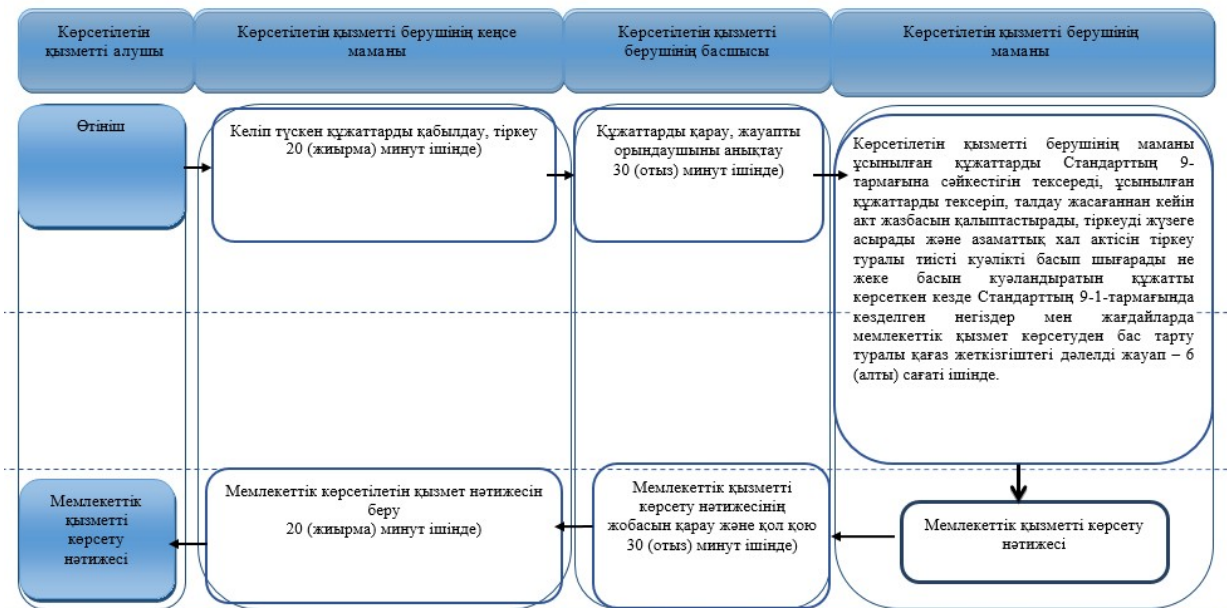 Көрсетілетін
қызметті алушы
Көрсетілетін қызметті берушінің кеңсе
маманы
Көрсетілетін қызметті
берушінің басшысы
Көрсетілетін қызметті берушінің
маманы
Өтініш
Келіп түскен құжаттарды қабылдау, тіркеу
20 (жиырма) минут ішінде)
Құжаттарды қарау, жауапты
орындаушыны анықтау
30 (отыз) минут ішінде)
Көрсетілетін қызметті берушінің маманы
ұсынылған құжаттарды Стандарттың 9-
тармағына сәйкестігін тексереді, ұсынылған
құжаттарды тексеріп, талдау жасағаннан кейін
акт жазбасын қалыптастырады, тіркеуді жүзеге
асырады және азаматтық хал актісін тіркеу
туралы тиісті куәлікті басып шығарады не
жеке басын куәландыратын құжатты
көрсеткен кезде Стандарттың 9-1-тармағында
көзделген негіздер мен жағдайларда
мемлекеттік қызмет көрсетуден бас тарту
туралы қағаз жеткізгіштегі дәлелді жауап – 6
(алты) сағаті ішінде.
Мемлекеттік
қызметті
көрсету
нәтижесі
Мемлекеттік көрсетілетін қызмет нәтижесін
беру
20 (жиырма) минут ішінде)
Мемлекеттік қызметті
көрсету нәтижесінің
жобасын қарау және қол қою
30 (отыз) минут ішінде)
Мемлекеттік қызметті көрсету
нәтижесі